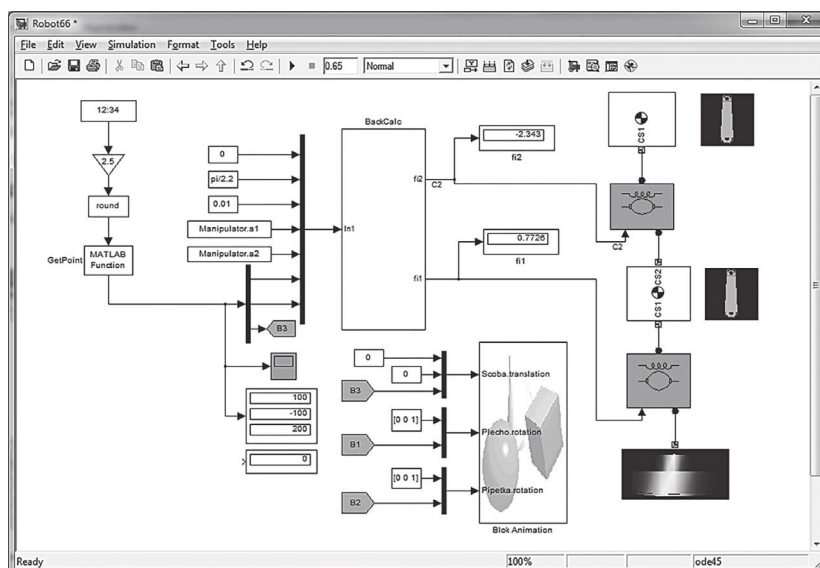 Robot66 *
File Edit View Simulation Format Tools Help
0.65 Normal
12:34
2.5
round
GetPoint
MATLAB
Function
0
pi/2.2
0.01
Manipulator.a1
Manipulator.a2
B3
100
-100
200
0
BackCalc
In1
fi2
C2
fi1
-2.343
fi2
0.7726
fi1
CS1
C2
CS2
CS1
0
0
B3
[0 0 1]
B1
[0 0 1]
B2
Scoba.translation
Plecho.rotation
Pipetka.rotation
Blok Animation
Ready 100% ode45